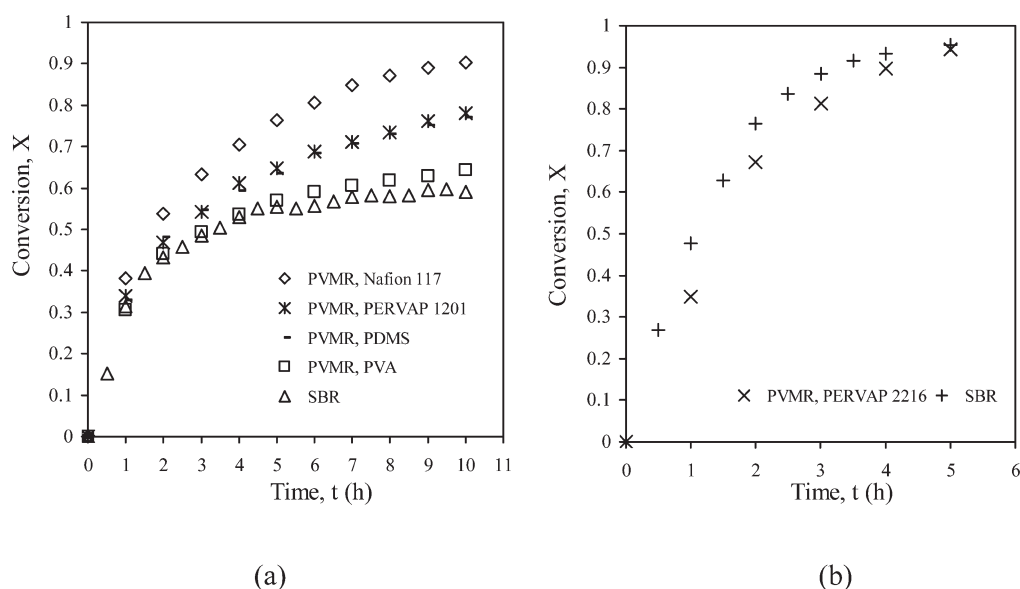 1
0.9
0.8
0.7
0.6
0.5
0.4
0.3
0.2
0.1
0
Conversion, X
PVMR, Nafion 117
PVMR, PERVAP 1201
PVMR, PDMS
PVMR, PVA
SBR
0 1 2 3 4 5 6 7 8 9 10 11
Time, t (h)
(a)
1
0.9
0.8
0.7
0.6
0.5
0.4
0.3
0.2
0.1
0
Conversion, X
PVMR, PERVAP 2216 SBR
0 1 2 3 4 5 6
Time, t (h)
(b)